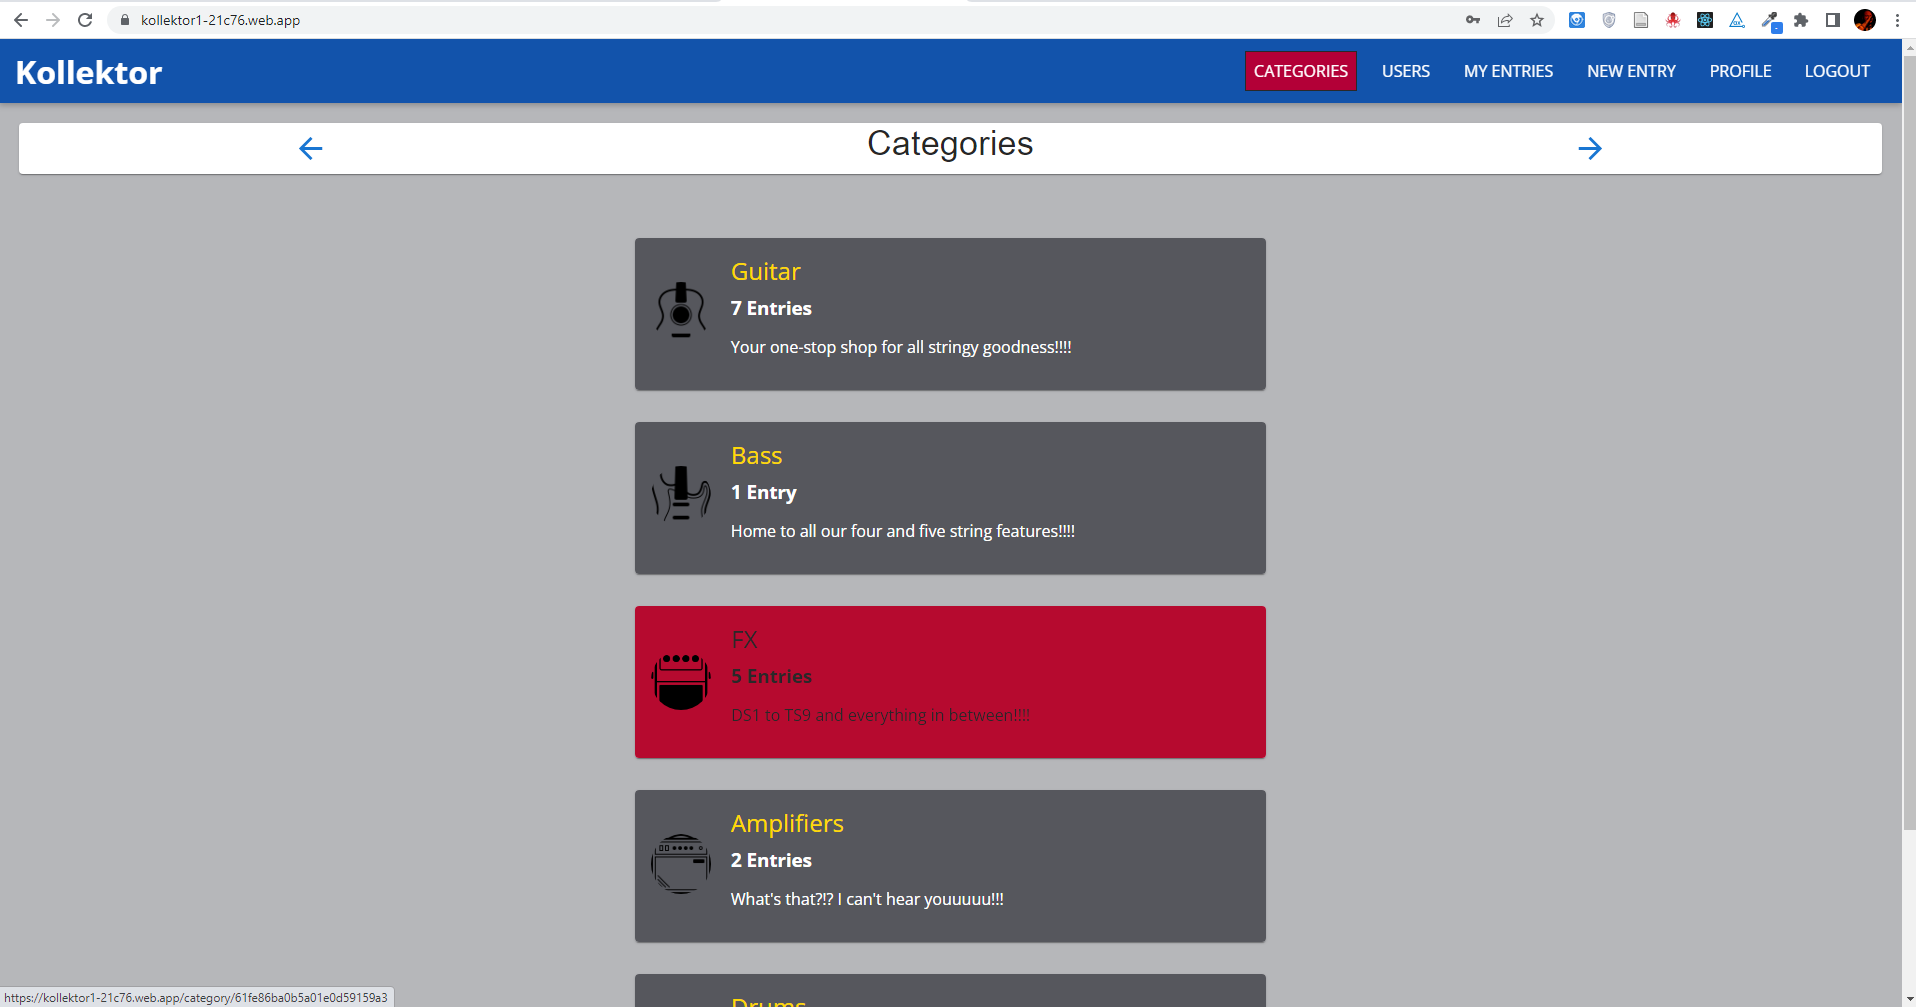 kollektor1-21c76.web.app
Kollektor
CATEGORIES USERS MY ENTRIES NEW ENTRY PROFILE LOGOUT
Categories
Guitar
7 Entries
Your one-stop shop for all stringy goodness!!!!
Bass
1 Entry
Home to all our four and five string features!!!!
FX
5 Entries
DS1 to TS9 and everything in between!!!!
Amplifiers
2 Entries
What's that?!? I can't hear youuuuu!!!
Drums
https://kollektor1-21c76.web.app/category/61fe86ba0b5a01e0d59159a3